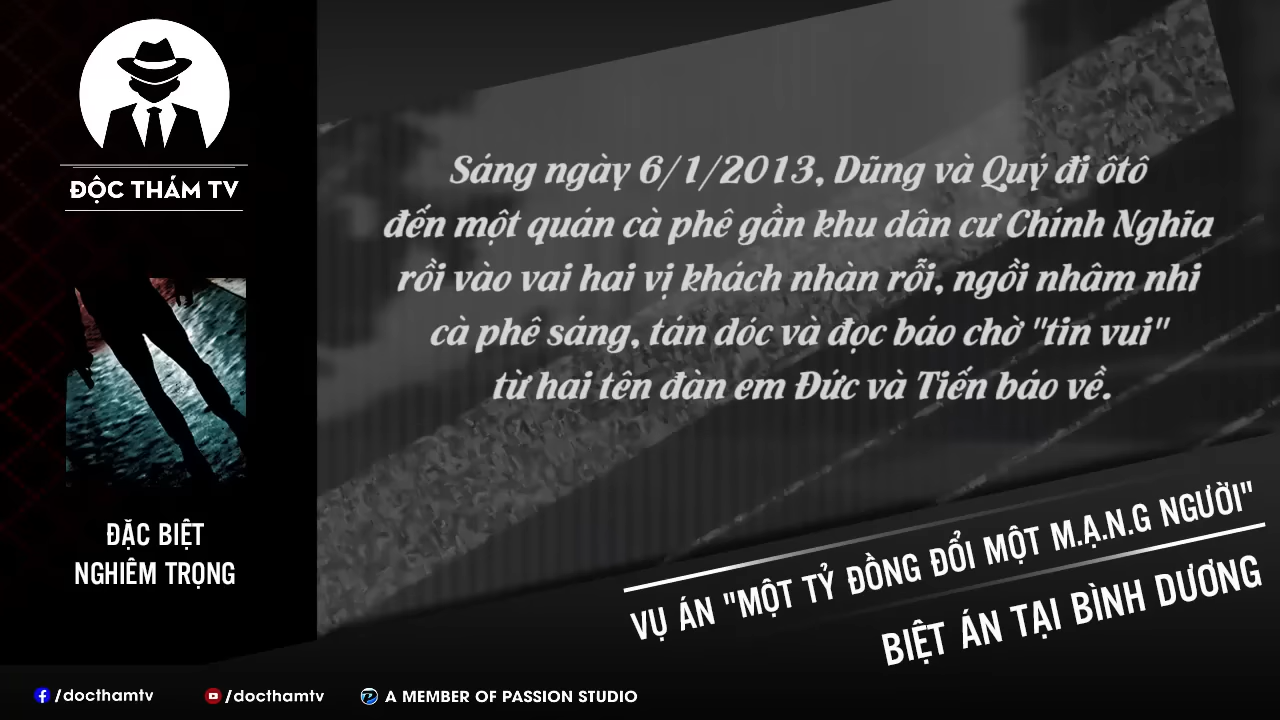 ĐỘC THÁM TV
ĐẶC BIỆT
NGHIÊM TRỌNG
Sáng ngày 6/1/2013, Dũng và Quý đi ôtô
đến một quán cà phê gần khu dân cư Chính Nghĩa
rồi vào vai hai vị khách nhàn rỗi, ngồi nhâm nhi
cà phê sáng, tán dóc và đọc báo chờ "tin vui"
từ hai tên đàn em Đức và Tiến báo về.
VỤ ÁN "MỘT TỶ ĐỒNG ĐỔI MỘT M.Ạ.N.G NGƯỜI"
BIỆT ÁN TẠI BÌNH DƯƠNG
/docthamtv
/docthamtv
A MEMBER OF PASSION STUDIO